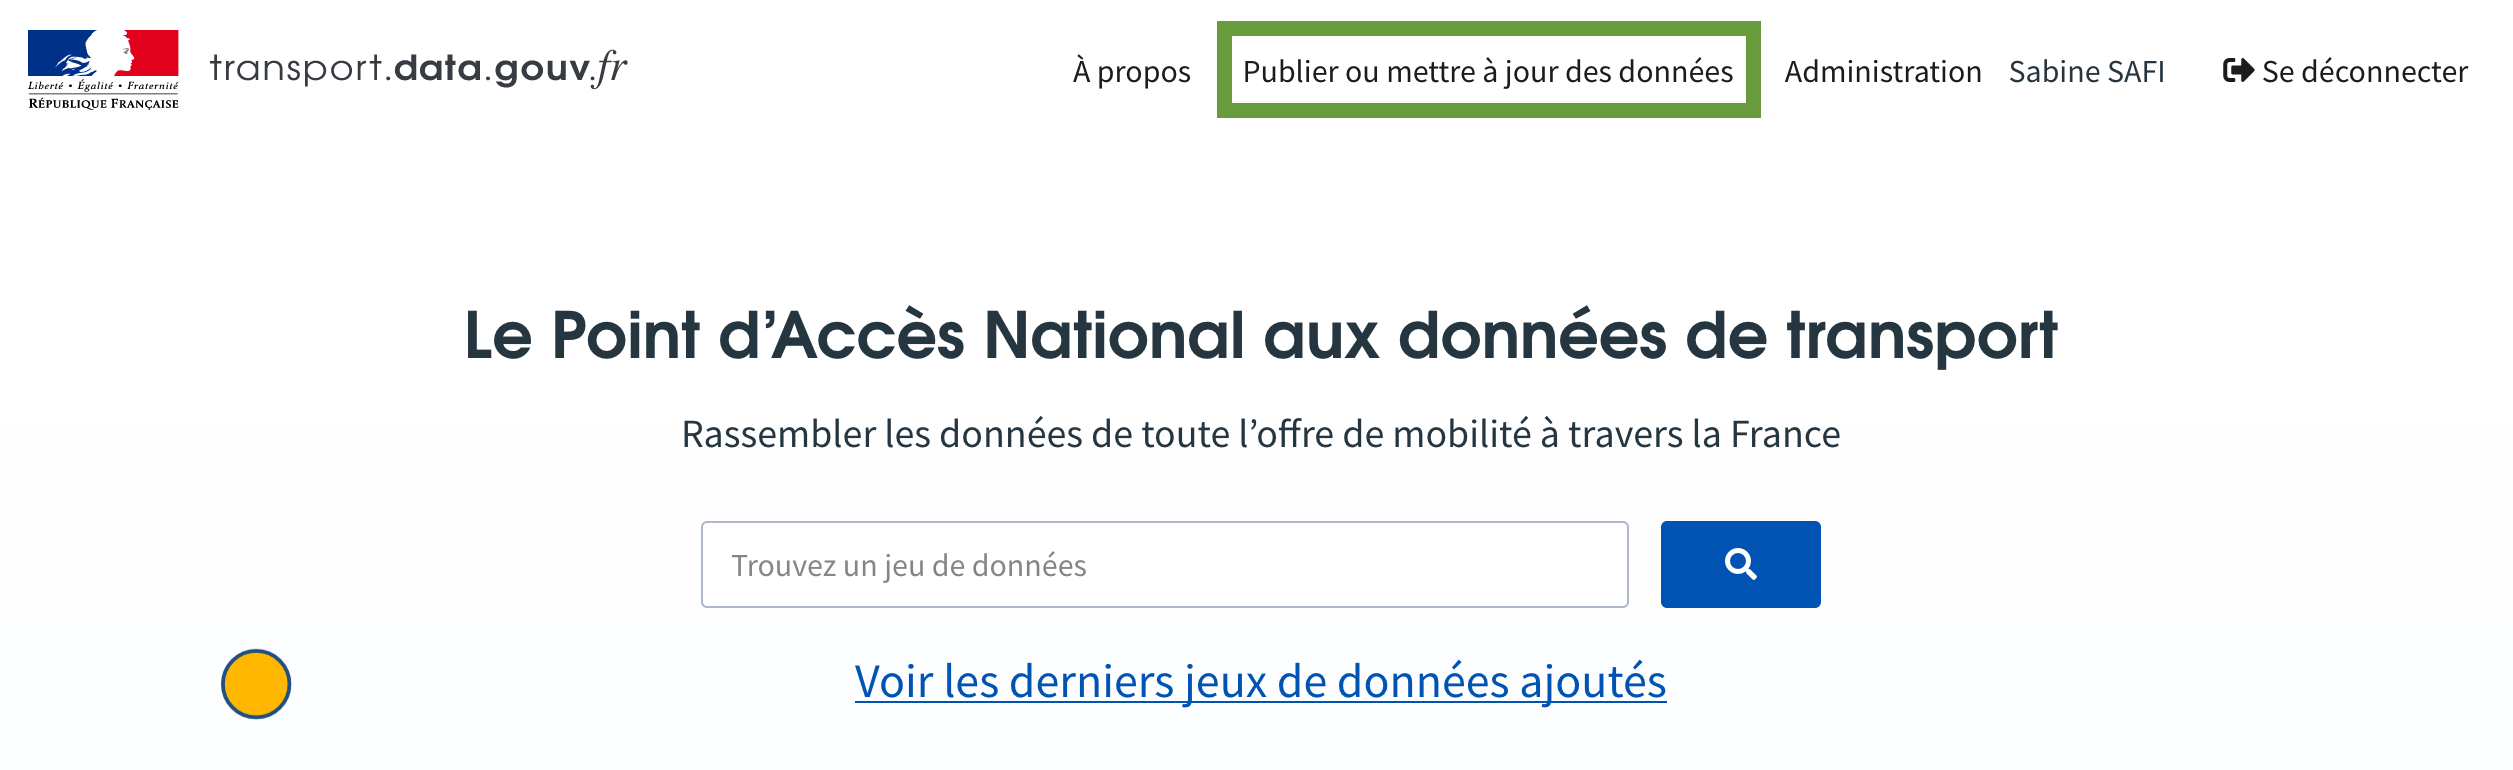 Liberté • Égalité • Fraternité
RÉPUBLIQUE FRANÇAISE
transport.data.gouv.fr
À propos
Publier ou mettre à jour des données
Administration
Sabine SAFI
Se déconnecter
Le Point d’Accès National aux données de transport
Rassembler les données de toute l’offre de mobilité à travers la France
Trouvez un jeu de données
Voir les derniers jeux de données ajoutés